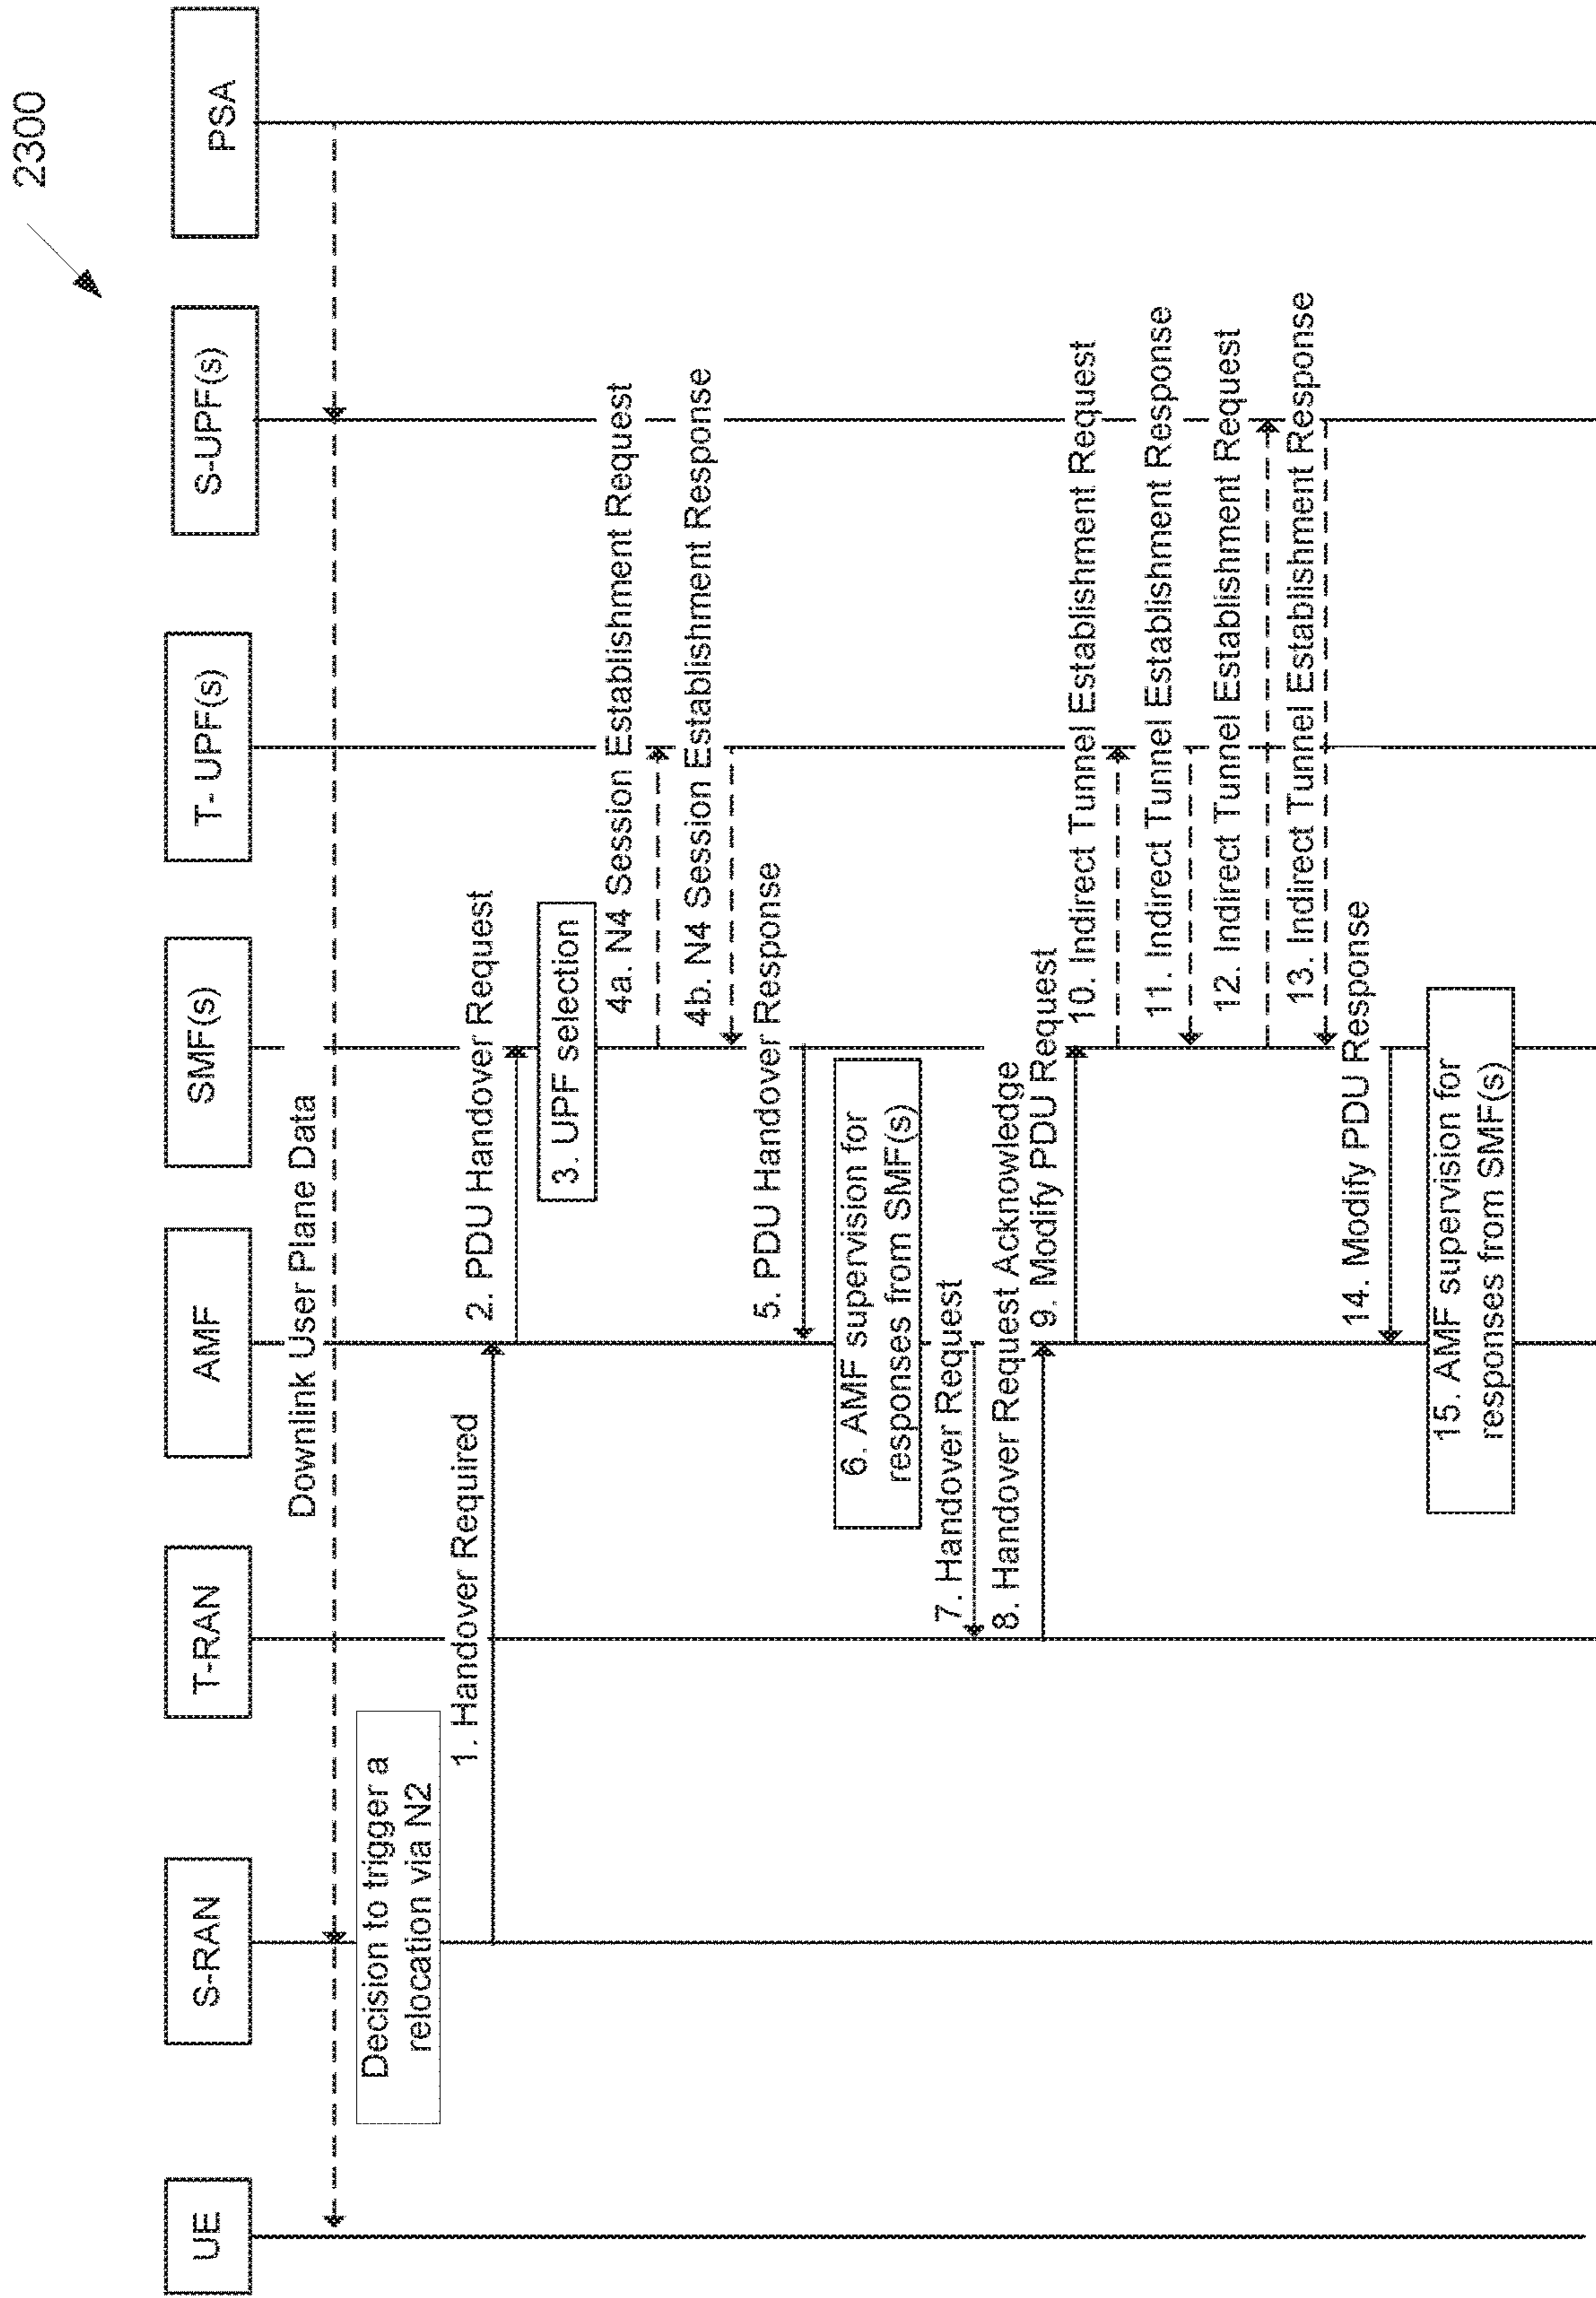 2300
UE
S-RAN
T-RAN
AMF
SMF(s)
T- UPF(s)
S-UPF(s)
PSA
Downlink User Plane Data
Decision to trigger a
relocation via N2
1. Handover Required
2. PDU Handover Request
3. UPF selection
4a. N4 Session Establishment Request
4b. N4 Session Establishment Response
5. PDU Handover Response
6. AMF supervision for
responses from SMF(s)
7. Handover Request
8. Handover Request Acknowledge
9. Modify PDU Request
10. Indirect Tunnel Establishment Request
11. Indirect Tunnel Establishment Response
12. Indirect Tunnel Establishment Request
13. Indirect Tunnel Establishment Response
14. Modify PDU Response
15. AMF supervision for
responses from SMF(s)